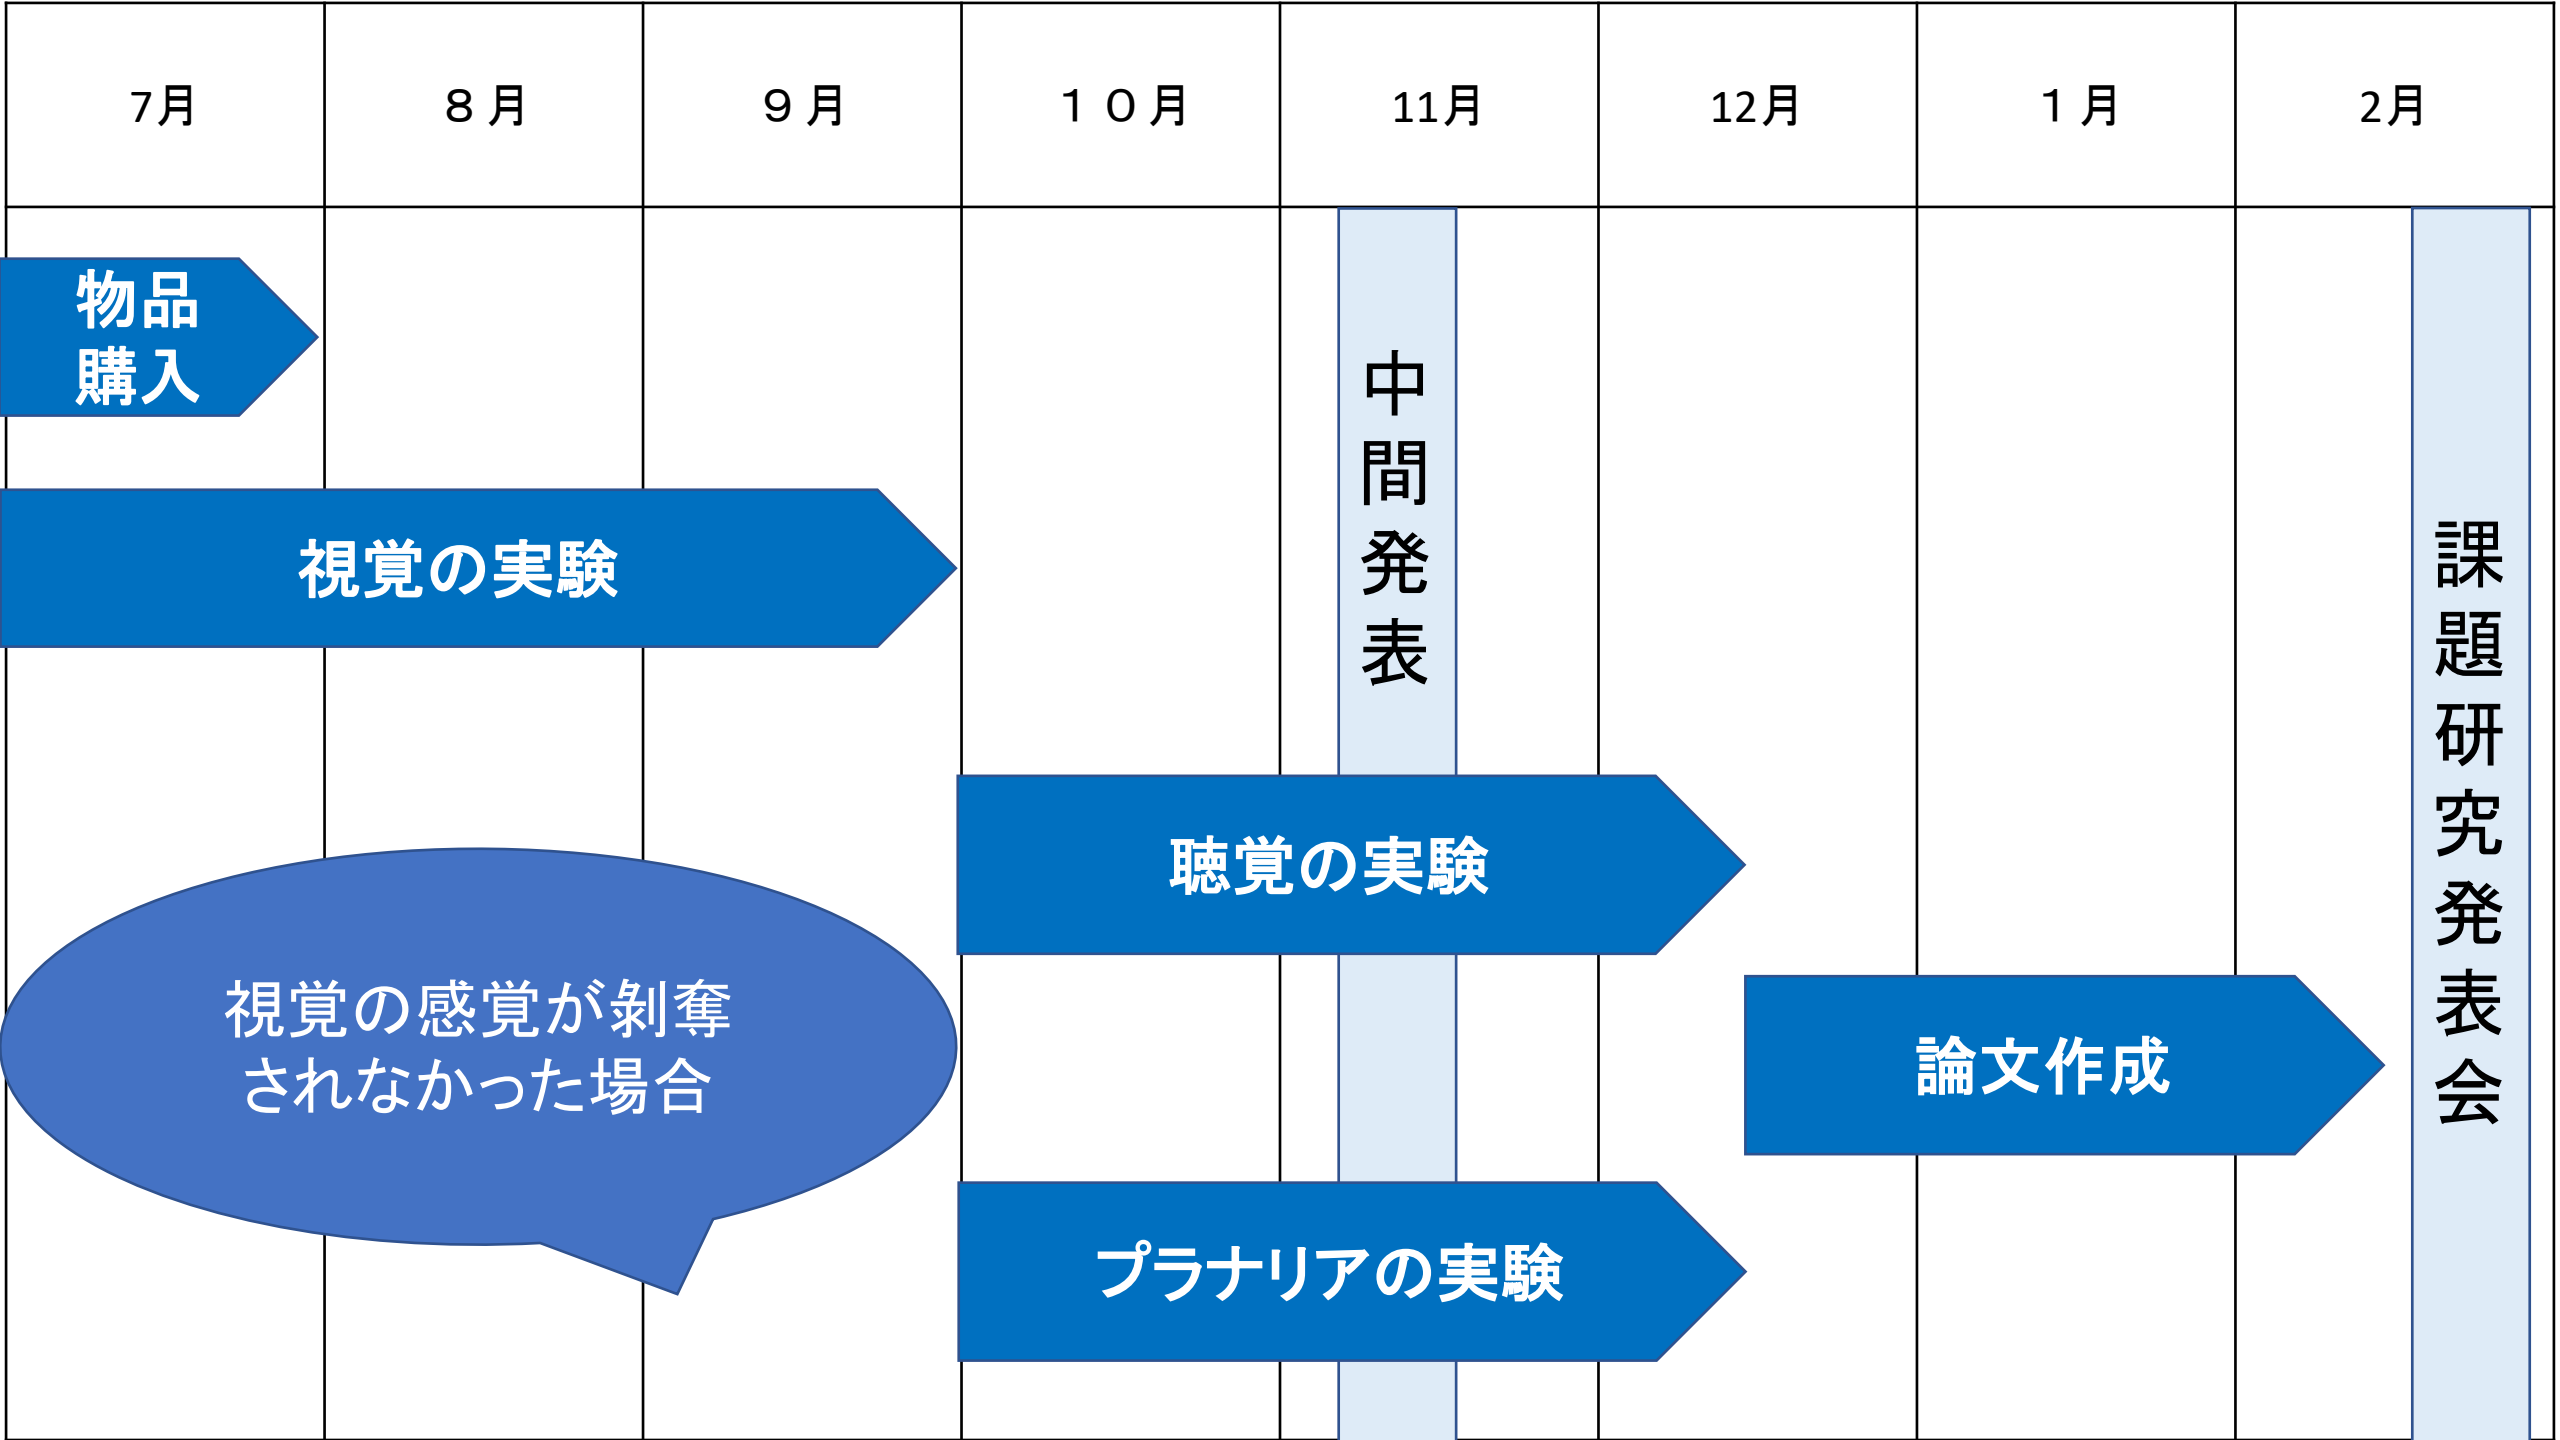 7月
８月
９月
１０月
11月
12月
１月
2月
物品
購入
視覚の実験
中間発表
課題研究発表会
聴覚の実験
視覚の感覚が剥奪
されなかった場合
論文作成
プラナリアの実験